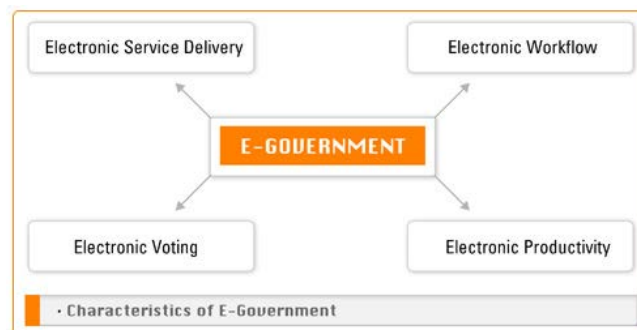 Electronic Service Delivery
Electronic Workflow
E-GOVERNMENT
Electronic Voting
Electronic Productivity
· Characteristics of E-Government